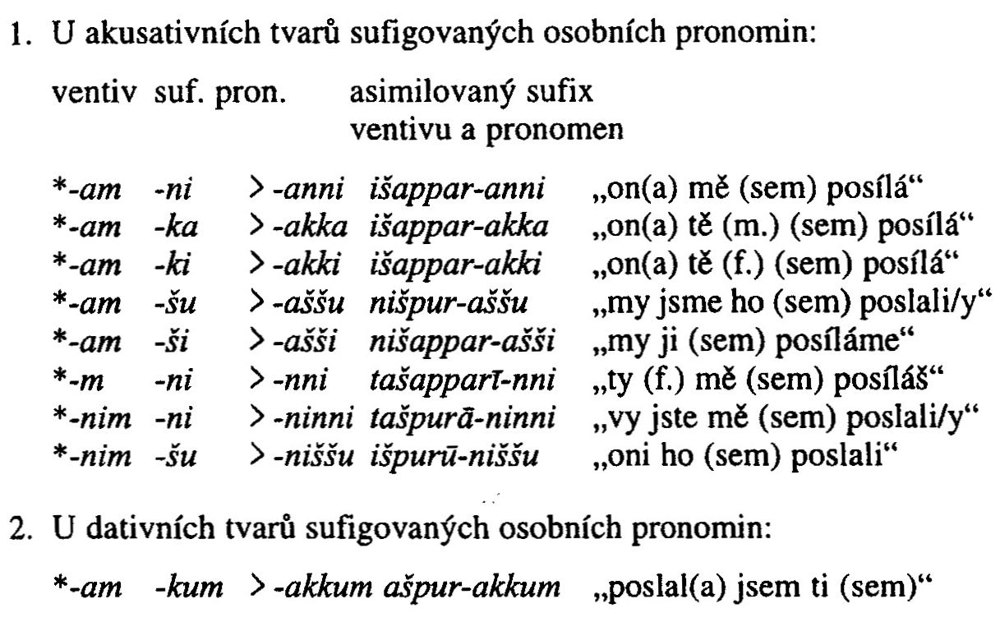 1. U akusativních tvarů sufigovaných osobních pronomin:
ventiv suf. pron. asimilovaný sufix
ventivu a pronomen
*-am -ni > -anni išappar-anni „on(a) mě (sem) posílá“
*-am -ka > -akka išappar-akka „on(a) tě (m.) (sem) posílá“
*-am -ki > -akki išappar-akki „on(a) tě (f.) (sem) posílá“
*-am -šu > -aššu nišpur-aššu „my jsme ho (sem) poslali/y“
*-am -ši > -ašši nišappar-ašši „my ji (sem) posíláme“
*-m -ni > -nni tašapparī-nni „ty (f.) mě (sem) posíláš“
*-nim -ni > -ninni tašpurā-ninni „vy jste mě (sem) poslali/y“
*-nim -šu > -niššu išpurū-niššu „oni ho (sem) poslali“
2. U dativních tvarů sufigovaných osobních pronomin:
*-am -kum > -akkum ašpur-akkum „poslal(a) jsem ti (sem)“